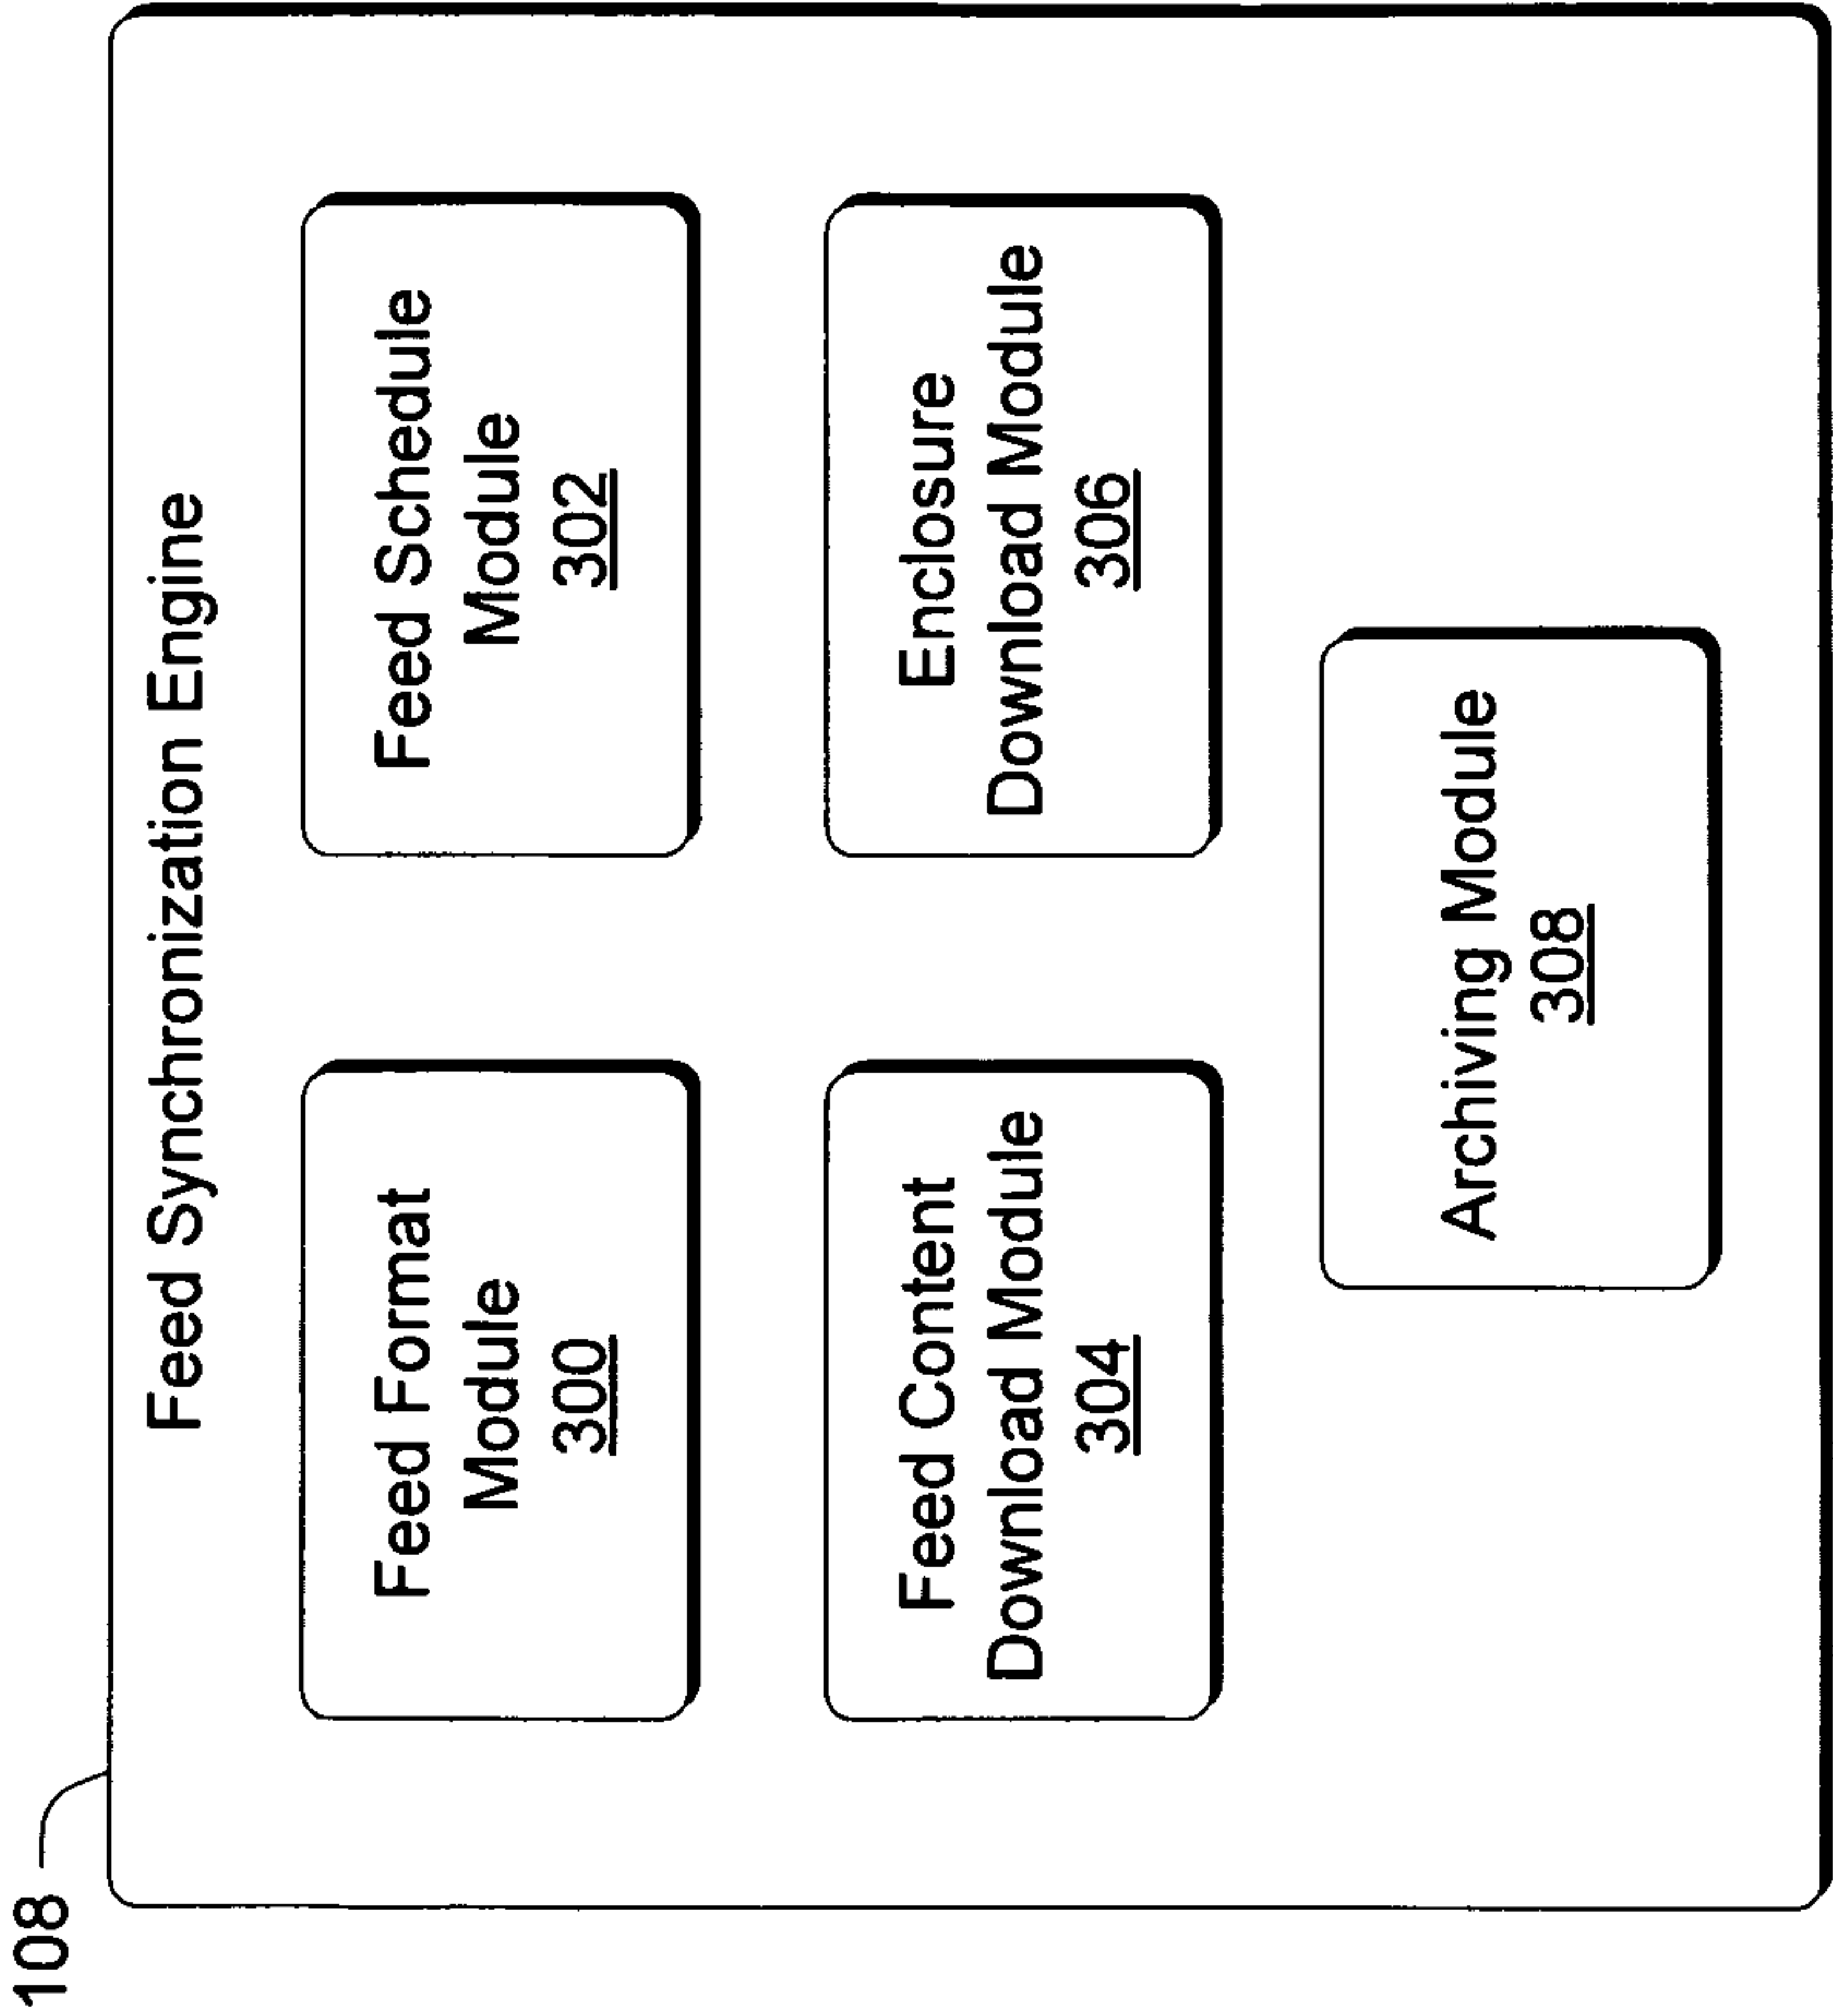 108
Feed Synchronization Engine
Feed Format
Module
300
Feed Schedule
Module
302
Feed Content
Download Module
304
Enclosure
Download Module
306
Archiving Module
308